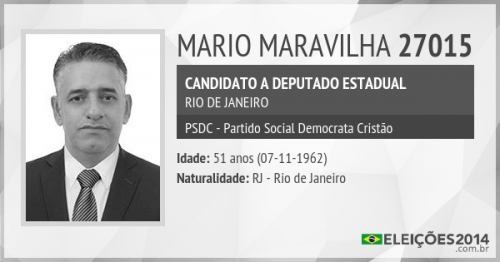 MARIO MARAVILHA 27015
CANDIDATO A DEPUTADO ESTADUAL
RIO DE JANEIRO
PSDC - Partido Social Democrata Cristão
Idade: 51 anos (07-11-1962)
Naturalidade: RJ - Rio de Janeiro
ELEIÇÕES2014
.com.br